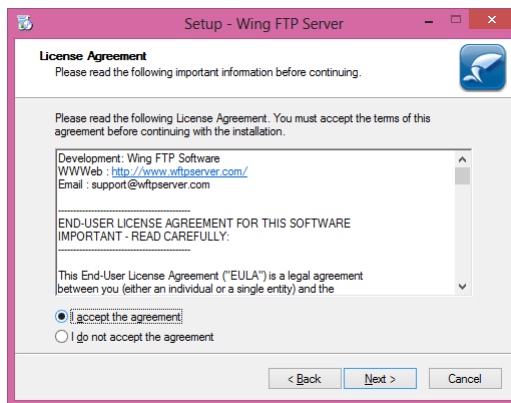 Setup - Wing FTP Server
License Agreement
Please read the following important information before continuing.
Please read the following License Agreement. You must accept the terms of this
agreement before continuing with the installation.
Development: Wing FTP Software
WWWeb : http://www.wftpserver.com/
Email : support@wftpserver.com
------------------------------------------
END-USER LICENSE AGREEMENT FOR THIS SOFTWARE
IMPORTANT - READ CAREFULLY:
------------------------------------------
This End-User License Agreement ("EULA") is a legal agreement
between you (either an individual or a single entity) and the
I accept the agreement
I do not accept the agreement
< Back Next > Cancel